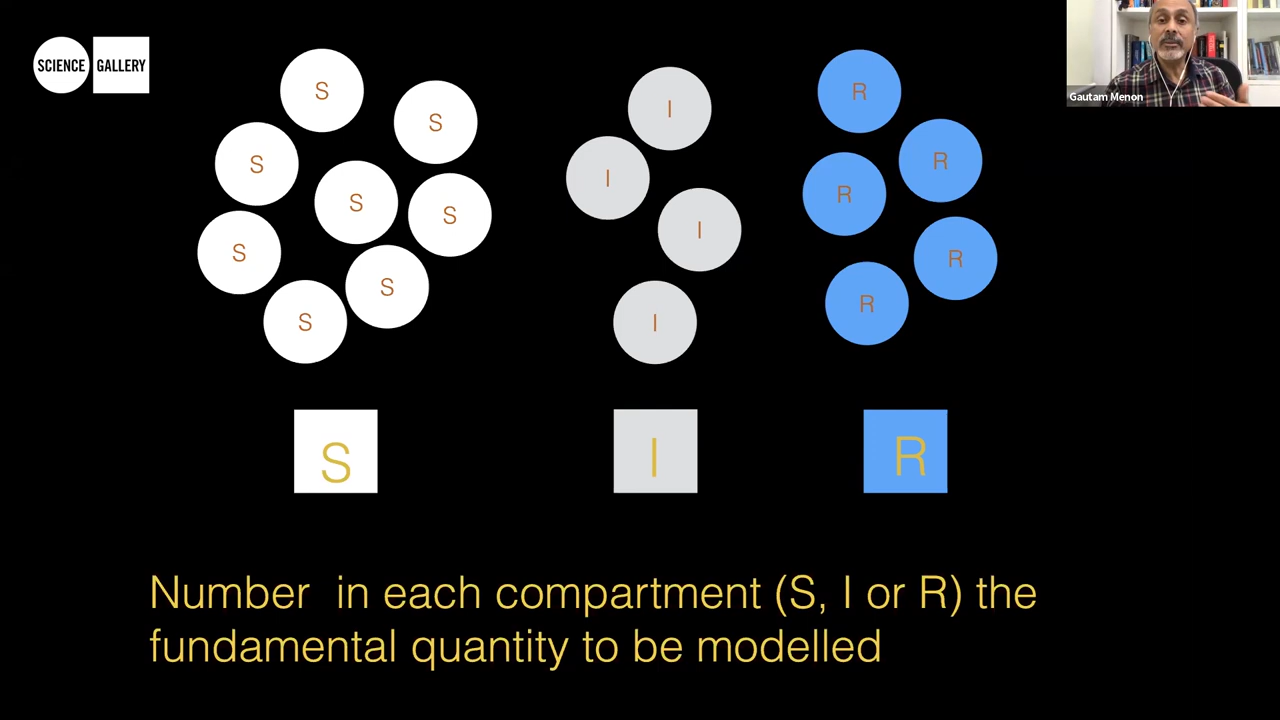 SCIENCE GALLERY
Gautam Menon
S
S
S
S
S
S
S
S
I
I
I
I
R
R
R
R
R
S
I
R
Number in each compartment (S, I or R) the
fundamental quantity to be modelled